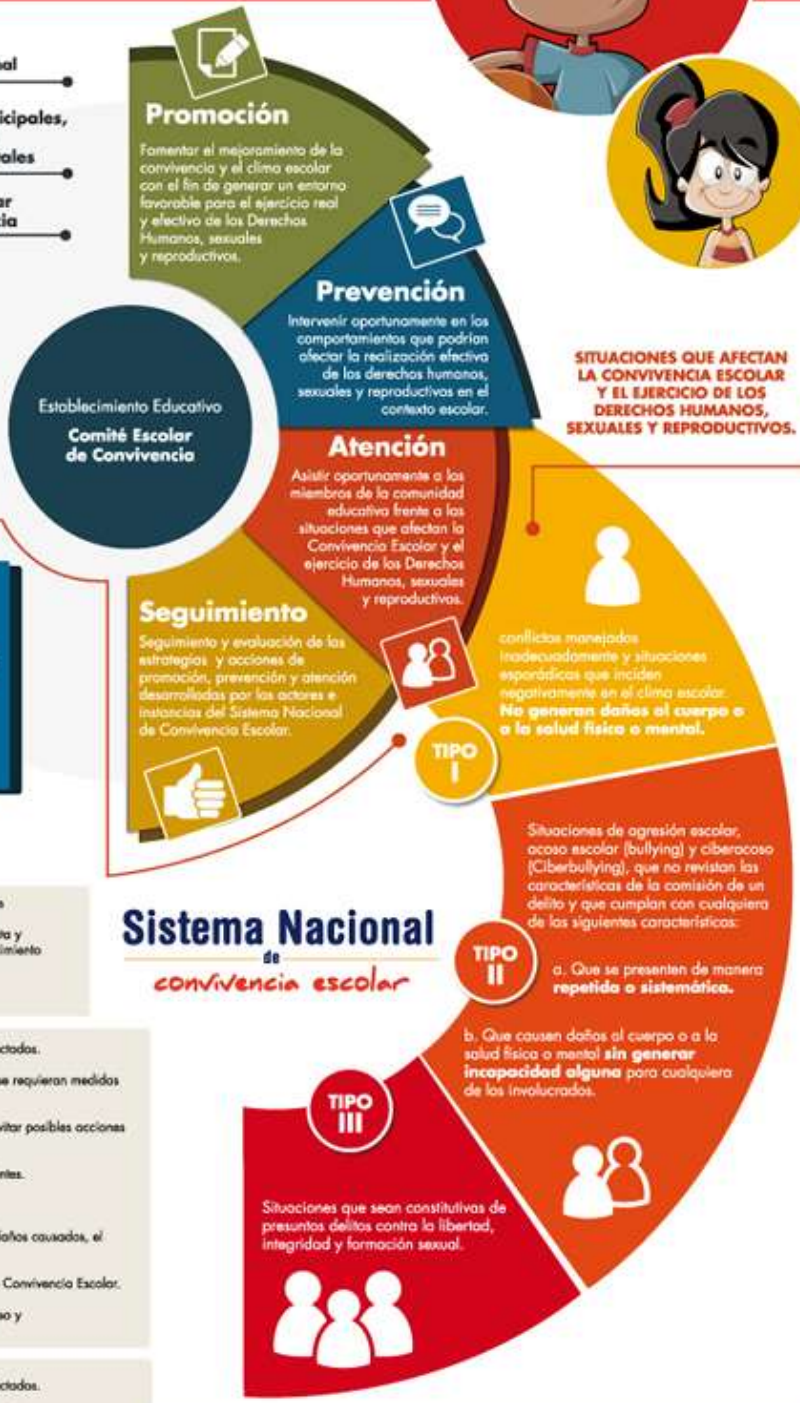 Promoción
Fomentar el mejoramiento de la
convivencia y el clima escolar
con el fin de generar un entorno
favorable para el ejercicio real
y efectivo de los Derechos
Humanos, sexuales
y reproductivos.
Prevención
Intervenir oportunamente en los
comportamientos que podrían
afectar la realización efectiva
de los derechos humanos,
sexuales y reproductivos en el
contexto escolar.
SITUACIONES QUE AFECTAN
LA CONVIVENCIA ESCOLAR
Y EL EJERCICIO DE LOS
DERECHOS HUMANOS,
SEXUALES Y REPRODUCTIVOS.
Establecimiento Educativo
Comité Escolar
de Convivencia
Atención
Asistir oportunamente a los
miembros de la comunidad
educativa frente a las
situaciones que afectan la
Convivencia Escolar y el
ejercicio de los Derechos
Humanos, sexuales
y reproductivos.
Seguimiento
Seguimiento y evaluación de las
estrategias y acciones de
promoción, prevención y atención
desarrolladas por los actores e
instancias del Sistema Nacional
de Convivencia Escolar.
TIPO
I
conflictos manejados
inadecuadamente y situaciones
esporádicas que inciden
negativamente en el clima escolar.
No generan daños al cuerpo o
a la salud física o mental.
TIPO
II
Situaciones de agresión escolar,
acoso escolar (bullying) y ciberacoso
(Ciberbullying), que no revistan las
características de la comisión de un
delito y que cumplan con cualquiera
de las siguientes características:
a. Que se presenten de manera
repetida o sistemática.
b. Que causen daños al cuerpo o a la
salud física o mental sin generar
incapacidad alguna para cualquiera
de los involucrados.
Sistema Nacional
de
convivencia escolar
TIPO
III
Situaciones que sean constitutivas de
presuntos delitos contra la libertad,
integridad y formación sexual.
ta y
e requieran medidas
vitar posibles acciones
daños causados, el
Convivencia Escolar.